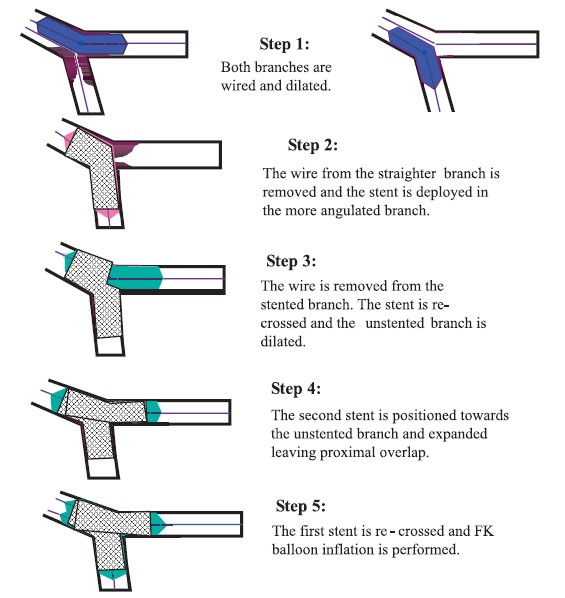 Step 1:
Both branches are
wired and dilated.
Step 2:
The wire from the straighter branch is
removed and the stent is deployed in
the more angulated branch.
Step 3:
The wire is removed from the
stented branch. The stent is re-
crossed and the unstented branch is
dilated.
Step 4:
The second stent is positioned towards
the unstented branch and expanded
leaving proximal overlap.
Step 5:
The first stent is re-crossed and FK
balloon inflation is performed.